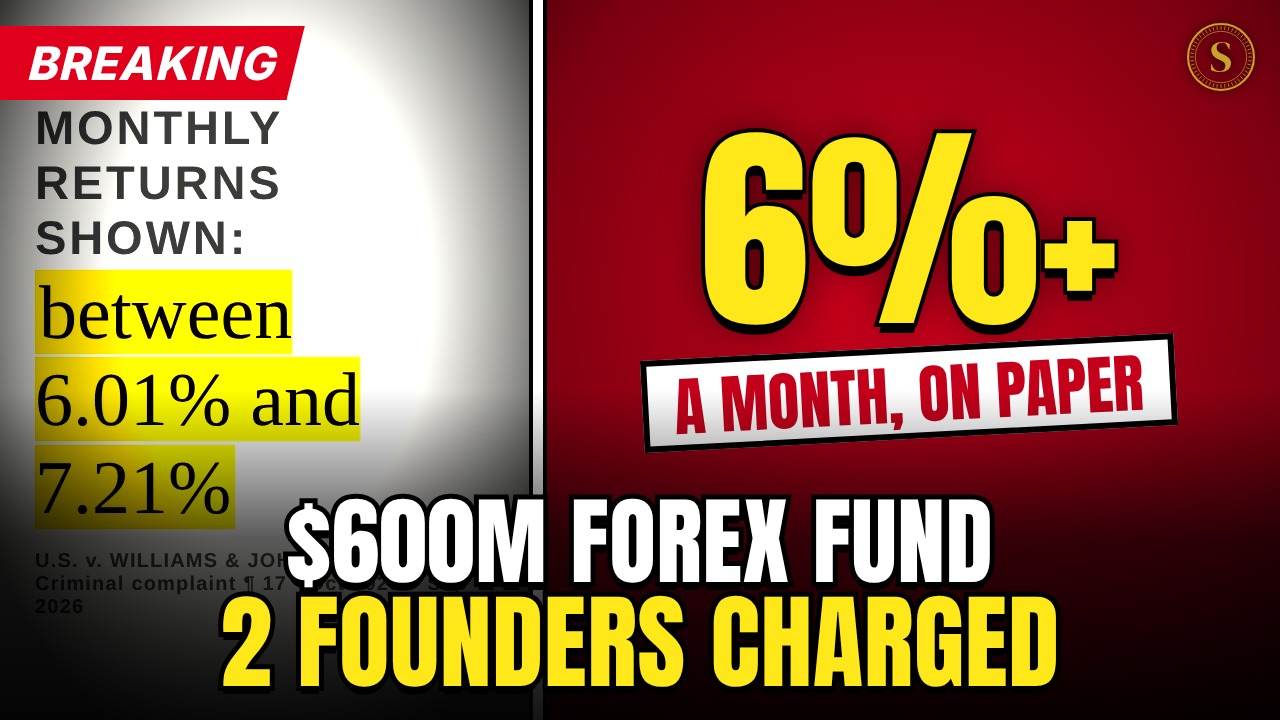 BREAKING
MONTHLY
RETURNS
SHOWN:
between
6.01% and
7.21%
U.S. v. WILLIAMS & JOH
Criminal complaint ¶ 17
2026
S
6%+
A MONTH, ON PAPER
$600M FOREX FUND
2 FOUNDERS CHARGED